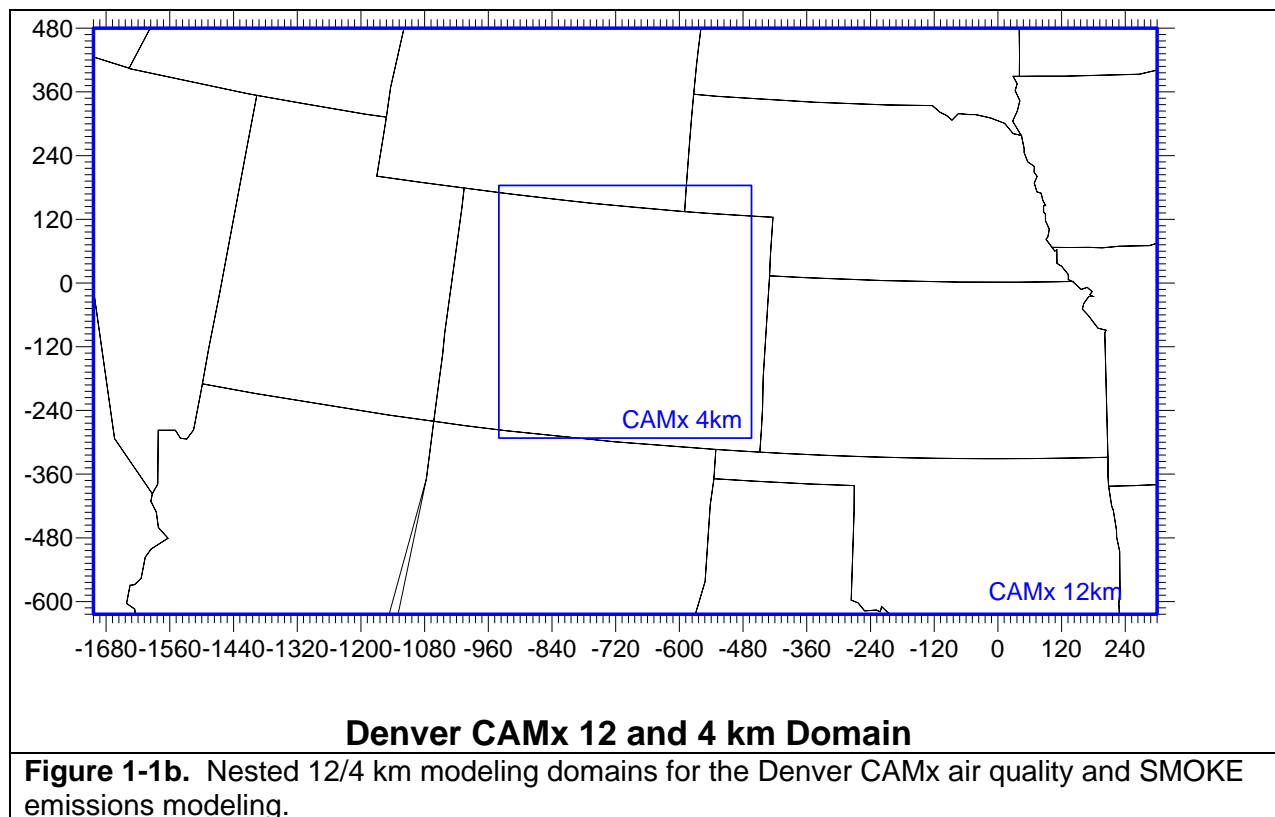 480
360
240
120
0
-120
-240
-360
-480
-600
CAMx 4km
CAMx 12km
-1680 -1560 -1440 -1320 -1200 -1080 -960 -840 -720 -600 -480 -360 -240 -120 0 120 240
Denver CAMx 12 and 4 km Domain
Figure 1-1b. Nested 12/4 km modeling domains for the Denver CAMx air quality and SMOKE
emissions modeling.